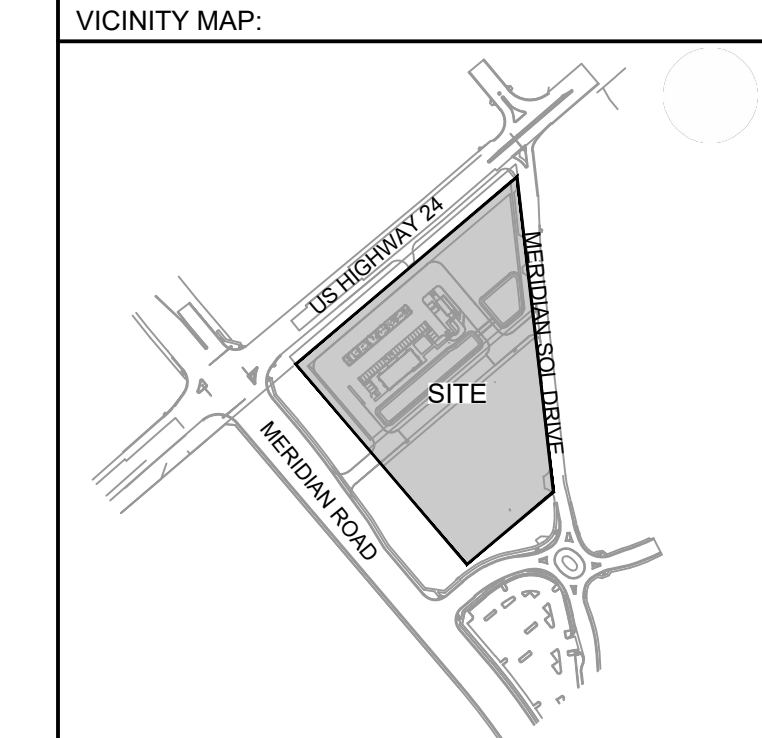 VICINITY MAP:
US HIGHWAY 24
MERIDIAN SOL DRIVE
SITE
MERIDIAN ROAD